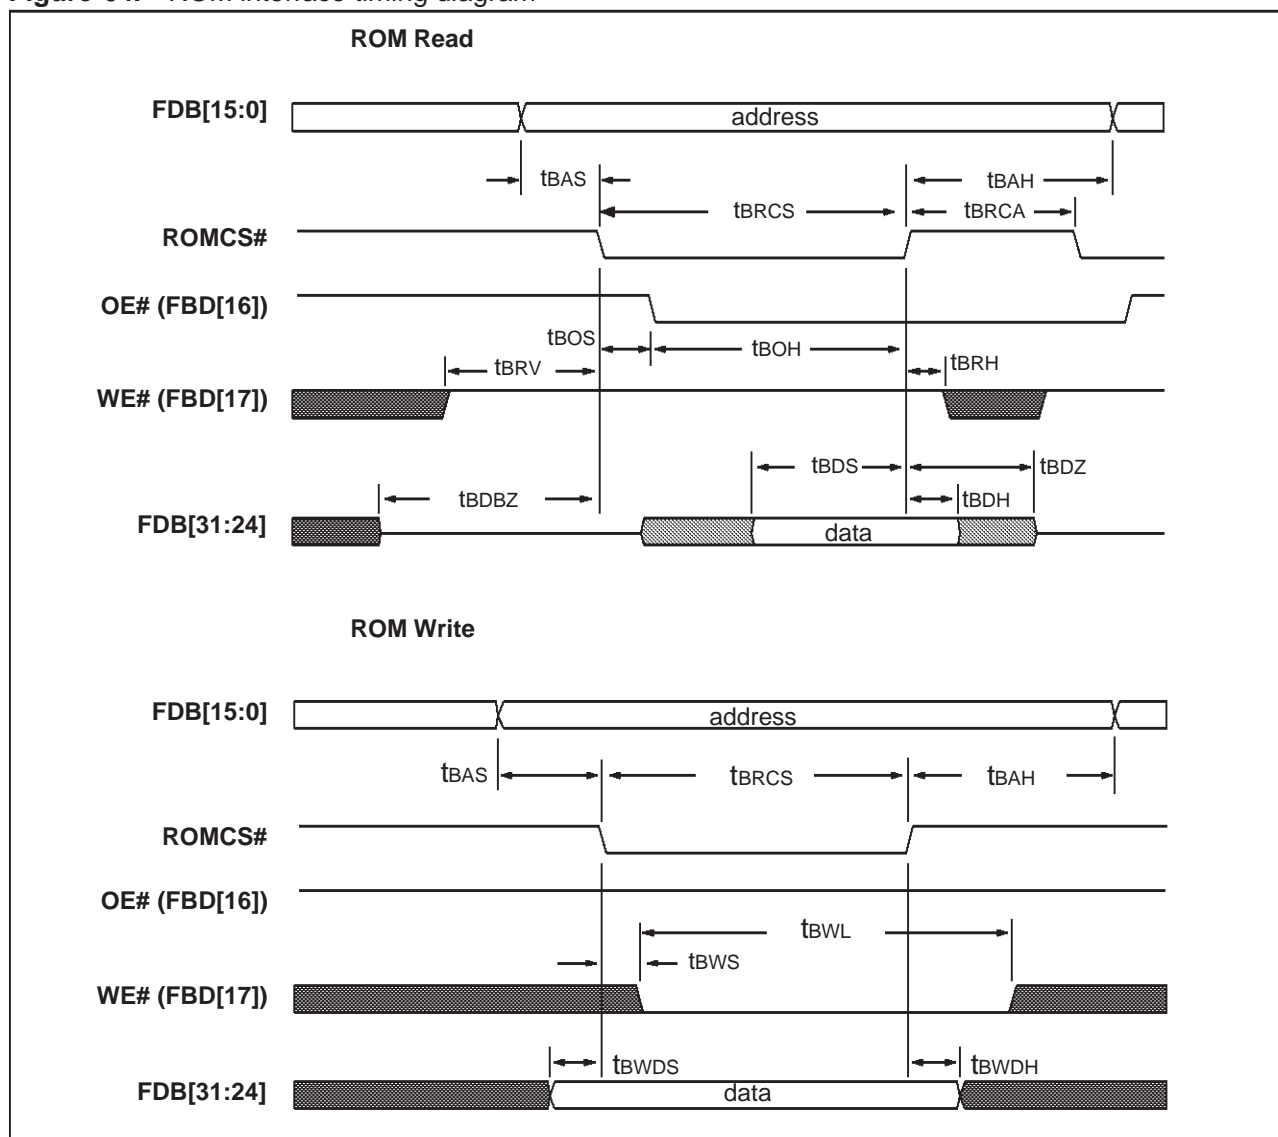 ROM Read
FDB[15:0]
address
tBAS
tBAH
tBRCS
tBRCA
ROMCS#
OE# (FBD[16])
tBOS
tBOH
tBRV
tBRH
WE# (FBD[17])
tBDS
tBDZ
tBDBZ
tBDH
FDB[31:24]
data
ROM Write
FDB[15:0]
address
tBAS
tBRCS
tBAH
ROMCS#
OE# (FBD[16])
tBWL
tBWS
WE# (FBD[17])
tBWDS
tBWDH
FDB[31:24]
data